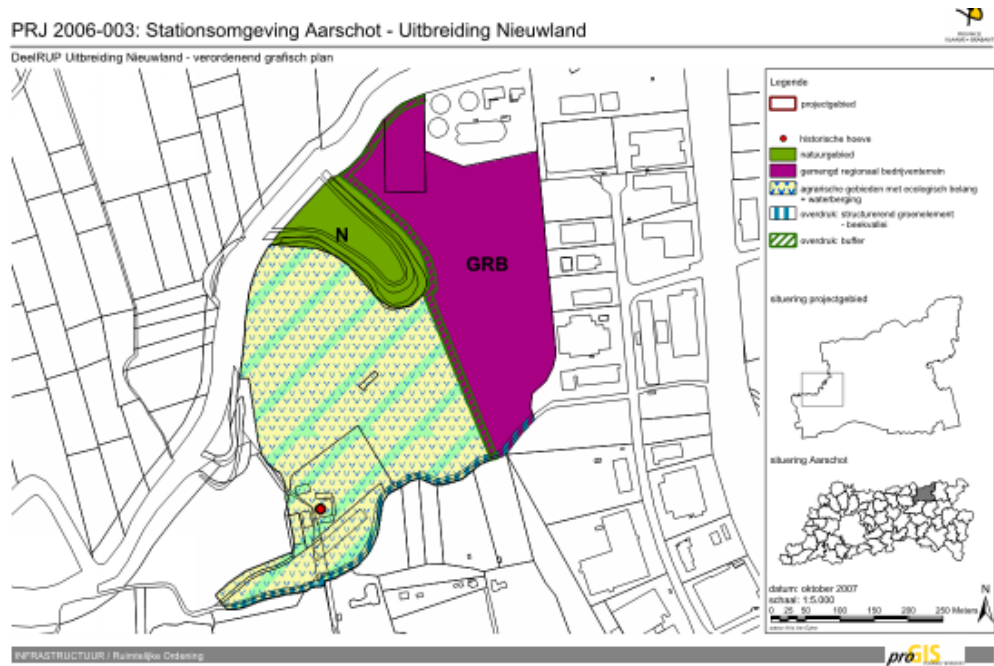 PRJ 2006-003: Stationsomgeving Aarschot - Uitbreiding Nieuwland
PROVINCIE
VLAAMS-BRABANT
DeelRUP Uitbreiding Nieuwland - verordenend grafisch plan
Legende
projectgebied
historische hoeve
natuurgebied
gemengd regionaal bedrijventerrein
agrarische gebieden met ecologisch belang
+ waterberging
overdruk: structurerend groenelement
- beekvallei
overdruk: buffer
N
GRB
situering projectgebied
situering Aarschot
datum: oktober 2007
schaal: 1:5.000
N
0 25 50 100 150 200 250 Meters
INFRASTRUCTUUR / Ruimtelijke Ordening
proGIS